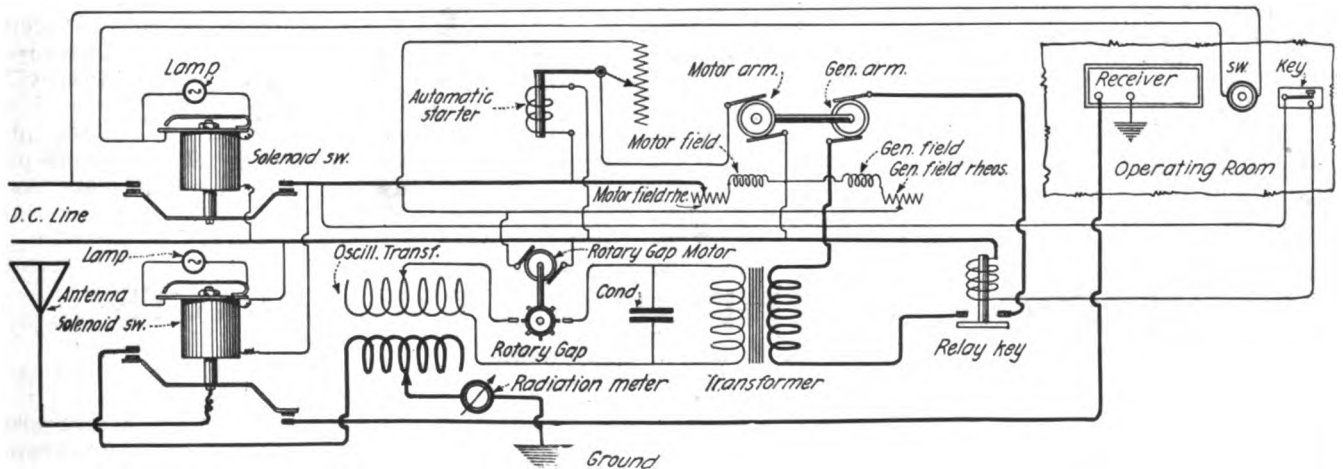 Lamp
Solenoid sw.
Automatic
starter
Motor arm.
Gen. arm.
Motor field
Gen. field
Gen. field rheos.
Motor field rhe.
Receiver
sw.
Key
Operating Room
D.C. Line
Lamp
Antenna
Solenoid sw.
Oscill. Transf.
Rotary Gap Motor
Cond.
Rotary Gap
Radiation meter
Transformer
Relay key
Ground